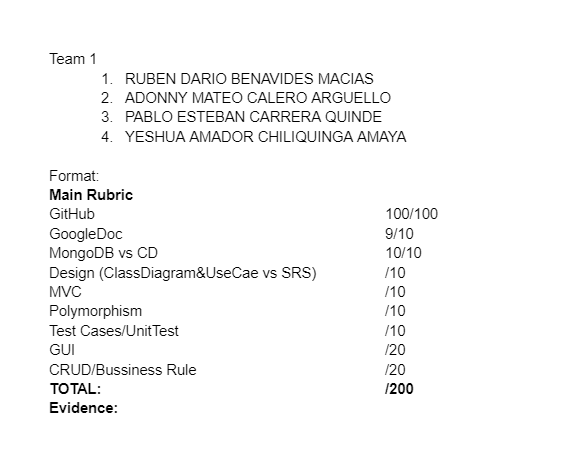 Team 1
1. RUBEN DARIO BENAVIDES MACIAS
2. ADONNY MATEO CALERO ARGUELLO
3. PABLO ESTEBAN CARRERA QUINDE
4. YESHUA AMADOR CHILIQUINGA AMAYA
Format:
Main Rubric
GitHub 100/100
GoogleDoc 9/10
MongoDB vs CD 10/10
Design (ClassDiagram&UseCae vs SRS) /10
MVC /10
Polymorphism /10
Test Cases/UnitTest /10
GUI /20
CRUD/Bussiness Rule /20
TOTAL: /200
Evidence: